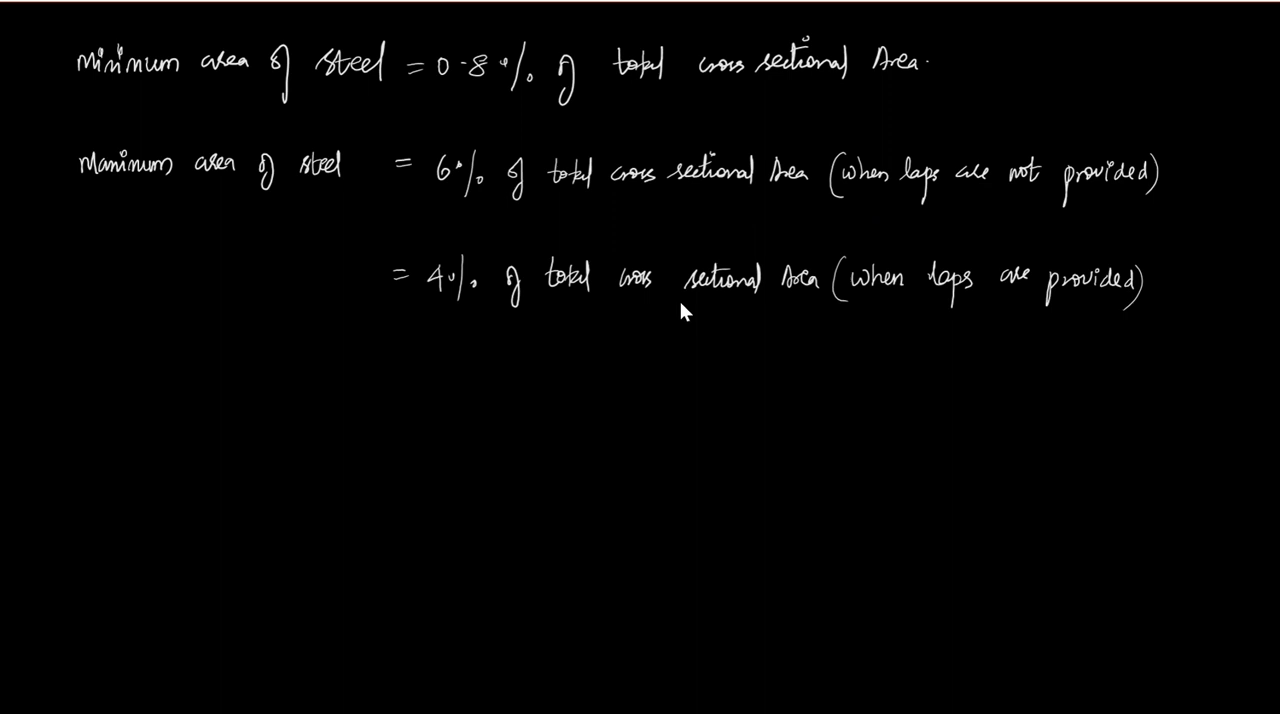 Minimum area of steel = 0.8 % of total cross sectional Area.
Maximum area of steel = 6% of total cross sectional Area (when laps are not provided)
= 4% of total cross sectional Area (when laps are provided)